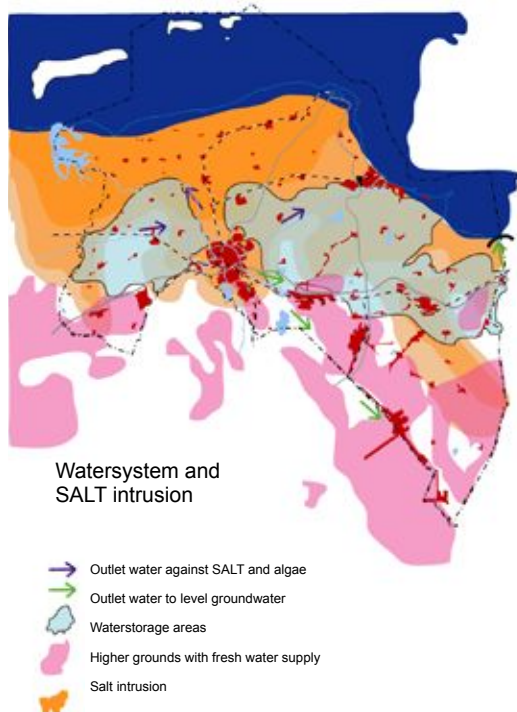 Watersystem and
SALT intrusion
Outlet water against SALT and algae
Outlet water to level groundwater
Waterstorage areas
Higher grounds with fresh water supply
Salt intrusion